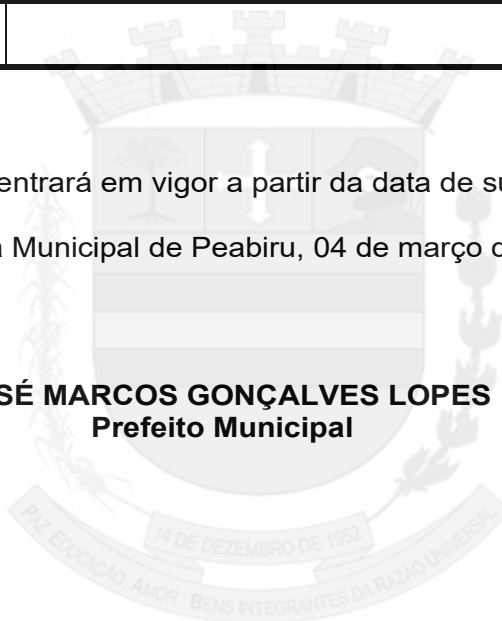 entrará em vigor a partir da data de su
Municipal de Peabiru, 04 de março d
SÉ MARCOS GONÇALVES LOPES
Prefeito Municipal
14 DE DEZEMBRO DE 1952
PAZ, EDUCAÇÃO, AMOR : BENS INTEGRANTES DA RAZÃO UNIVERSAL